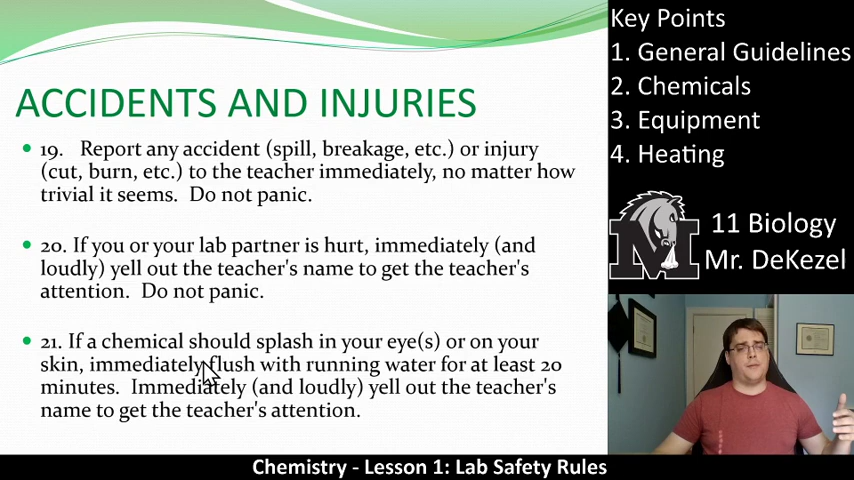 ACCIDENTS AND INJURIES
19. Report any accident (spill, breakage, etc.) or injury
(cut, burn, etc.) to the teacher immediately, no matter how
trivial it seems. Do not panic.
20. If you or your lab partner is hurt, immediately (and
loudly) yell out the teacher's name to get the teacher's
attention. Do not panic.
21. If a chemical should splash in your eye(s) or on your
skin, immediately flush with running water for at least 20
minutes. Immediately (and loudly) yell out the teacher's
name to get the teacher's attention.
Key Points
1. General Guidelines
2. Chemicals
3. Equipment
4. Heating
M
11 Biology
Mr. DeKezel
Chemistry - Lesson 1: Lab Safety Rules